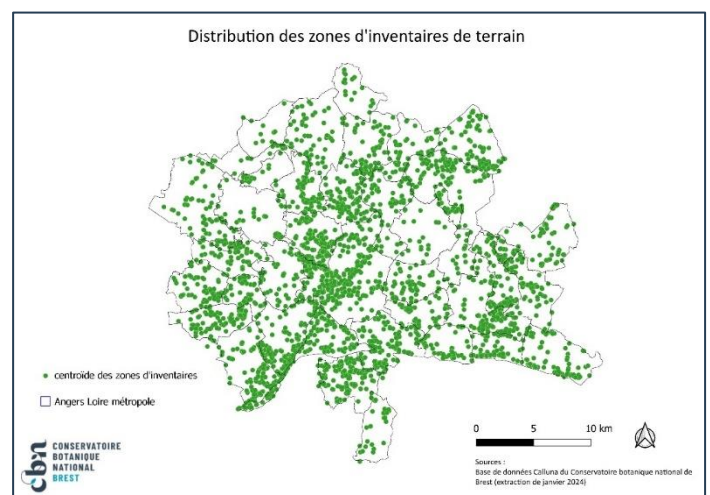 Distribution des zones d'inventaires de terrain
centroïde des zones d'inventaires
Angers Loire métropole
cbn CONSERVATOIRE
BOTANIQUE
NATIONAL
BREST
0 5 10 km
Sources :
Base de données Calluna du Conservatoire botanique national de
Brest (extraction de janvier 2024)